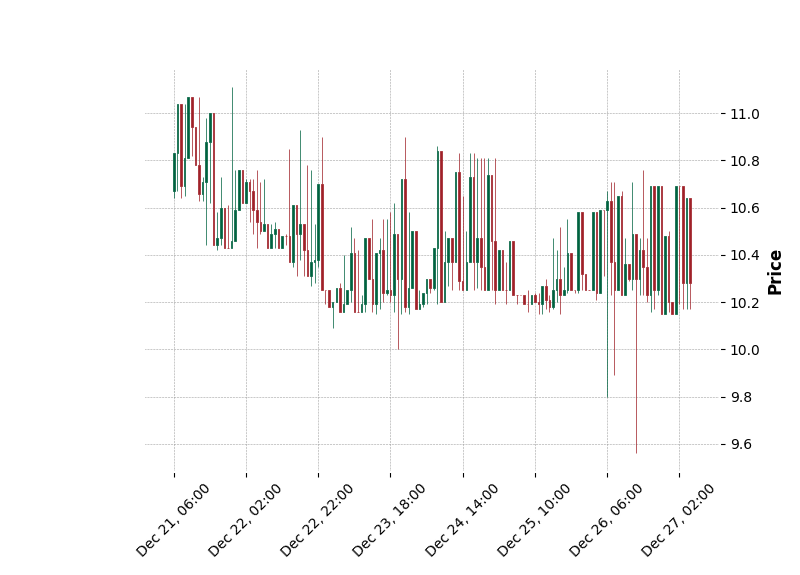 11.0
10.8
10.6
10.4
10.2
10.0
9.8
9.6
Price
Dec 21, 06:00
Dec 22, 02:00
Dec 22, 22:00
Dec 23, 18:00
Dec 24, 14:00
Dec 25, 10:00
Dec 26, 06:00
Dec 27, 02:00